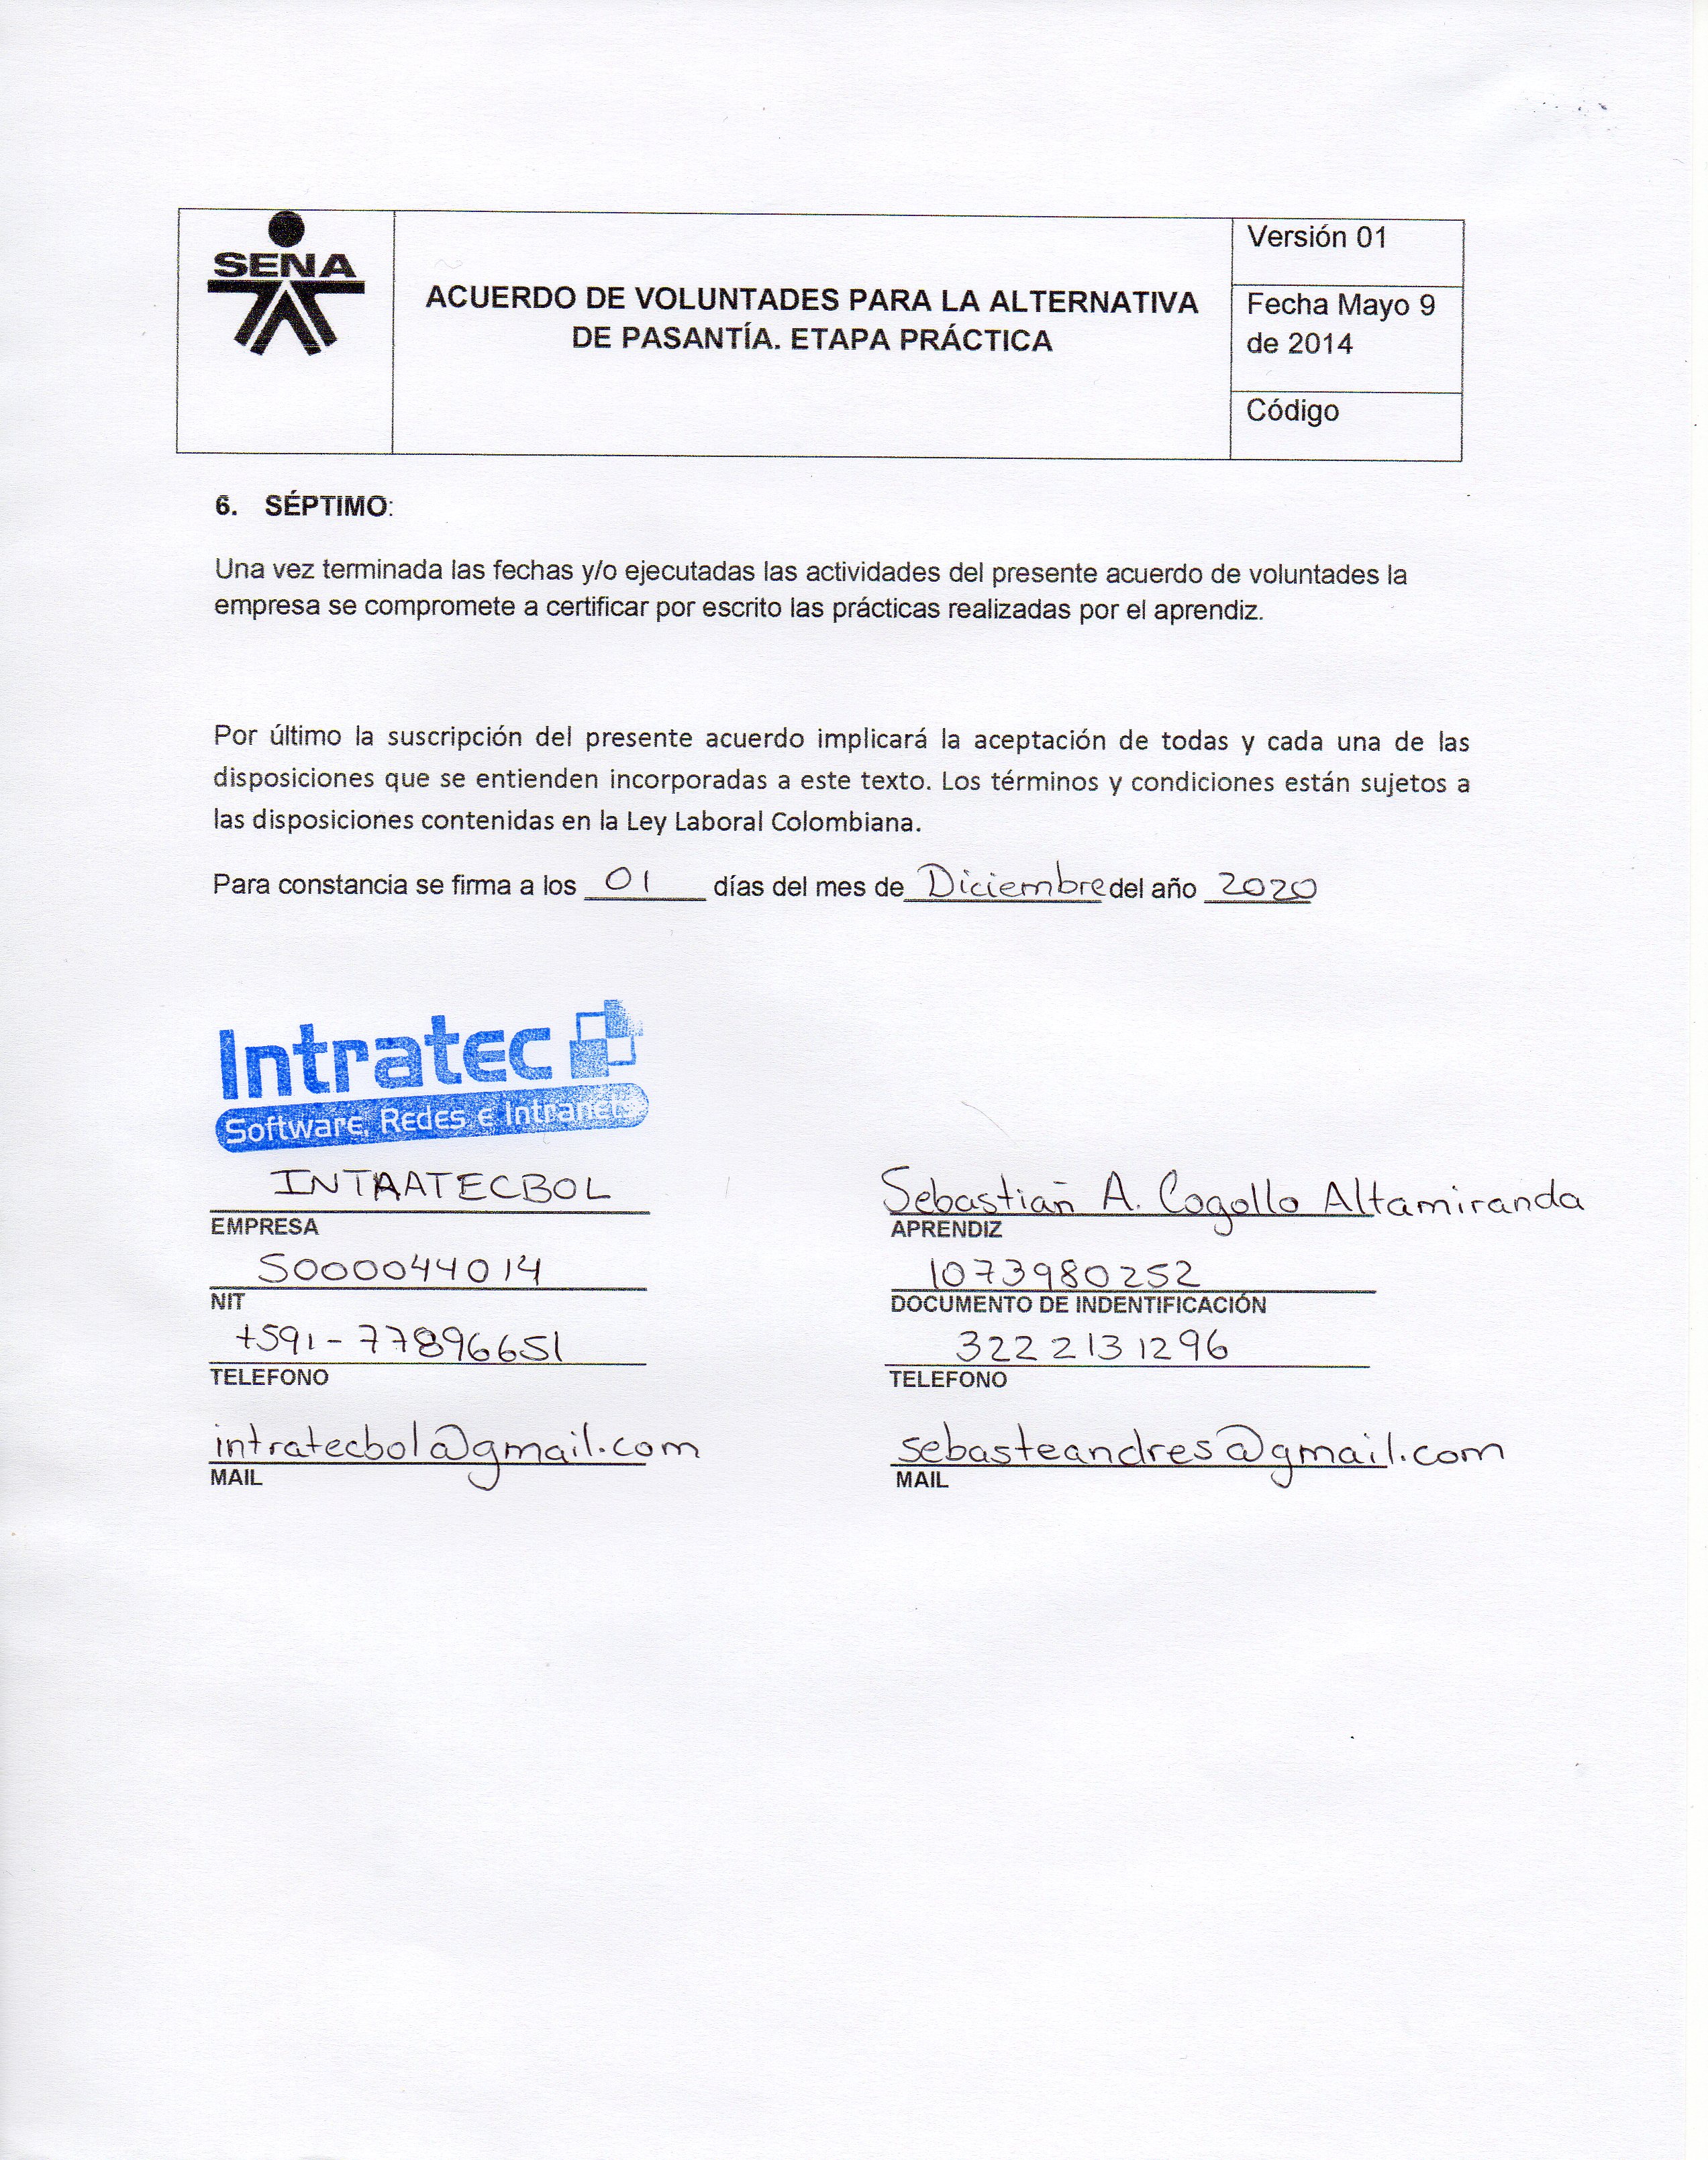 SENA
ACUERDO DE VOLUNTADES PARA LA ALTERNATIVA
DE PASANTÍA. ETAPA PRÁCTICA
Versión 01
Fecha Mayo 9
de 2014
Código
6. SÉPTIMO:
Una vez terminada las fechas y/o ejecutadas las actividades del presente acuerdo de voluntades la
empresa se compromete a certificar por escrito las prácticas realizadas por el aprendiz.
Por último la suscripción del presente acuerdo implicará la aceptación de todas y cada una de las
disposiciones que se entienden incorporadas a este texto. Los términos y condiciones están sujetos a
las disposiciones contenidas en la Ley Laboral Colombiana.
Para constancia se firma a los 01 días del mes de Diciembre del año 2020
Intratec
Software, Redes e Intranets
INTRATECBOL
EMPRESA
5000044014
NIT
+591-77896651
TELEFONO
intratecbol@gmail.com
MAIL
Sebastian A. Cogollo Altamiranda
APRENDIZ
1073980252
DOCUMENTO DE INDENTIFICACIÓN
3222131296
TELEFONO
sebasteandres@gmail.com
MAIL